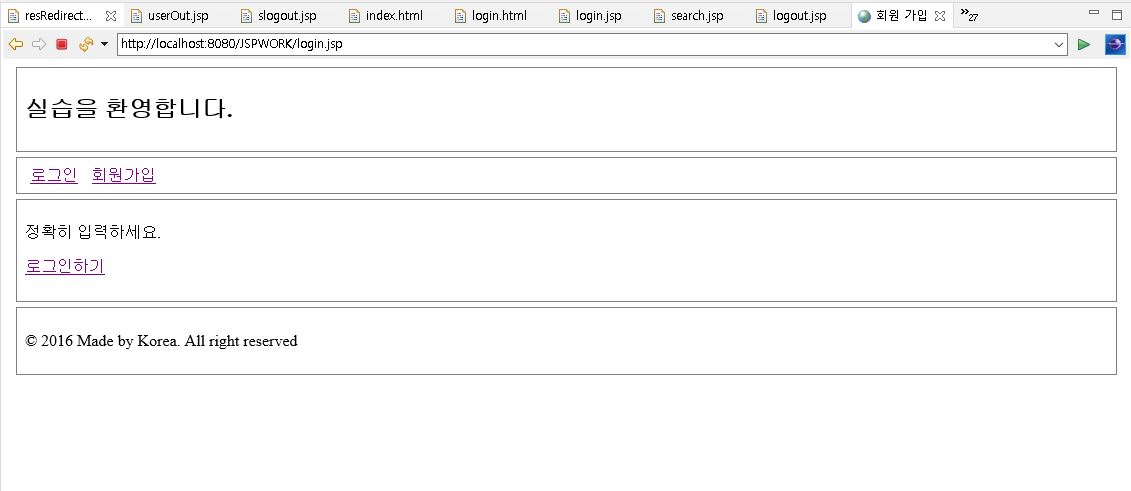 resRedirect... userOut.jsp slogout.jsp index.html login.html login.jsp search.jsp logout.jsp 회원 가입 »27
http://localhost:8080/JSPWORK/login.jsp
실습을 환영합니다.
로그인 회원가입
정확히 입력하세요.
로그인하기
© 2016 Made by Korea. All right reserved